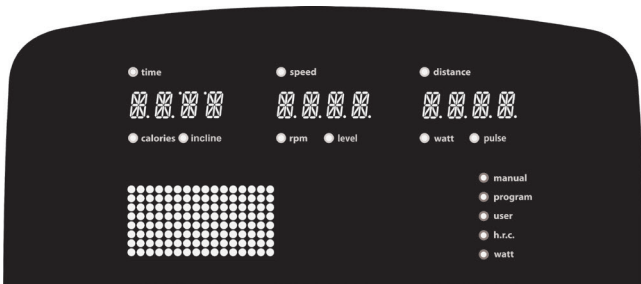 time speed distance
calories incline rpm level watt pulse
manual
program
user
h.r.c.
watt